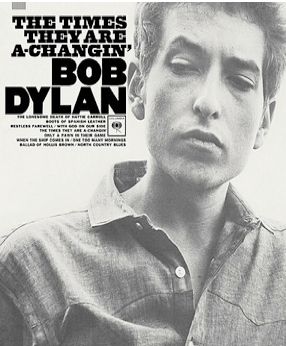 THE TIMES
THEY ARE
A-CHANGIN'
BOB
DYLAN
THE LONESOME DEATH OF HATTIE CARROLL
BOOTS OF SPANISH LEATHER
RESTLESS FAREWELL / WITH GOD ON OUR SIDE
THE TIMES THEY ARE A-CHANGIN'
ONLY A PAWN IN THEIR GAME
WHEN THE SHIP COMES IN / ONE TOO MANY MORNINGS
BALLAD OF HOLLIS BROWN / NORTH COUNTRY BLUES